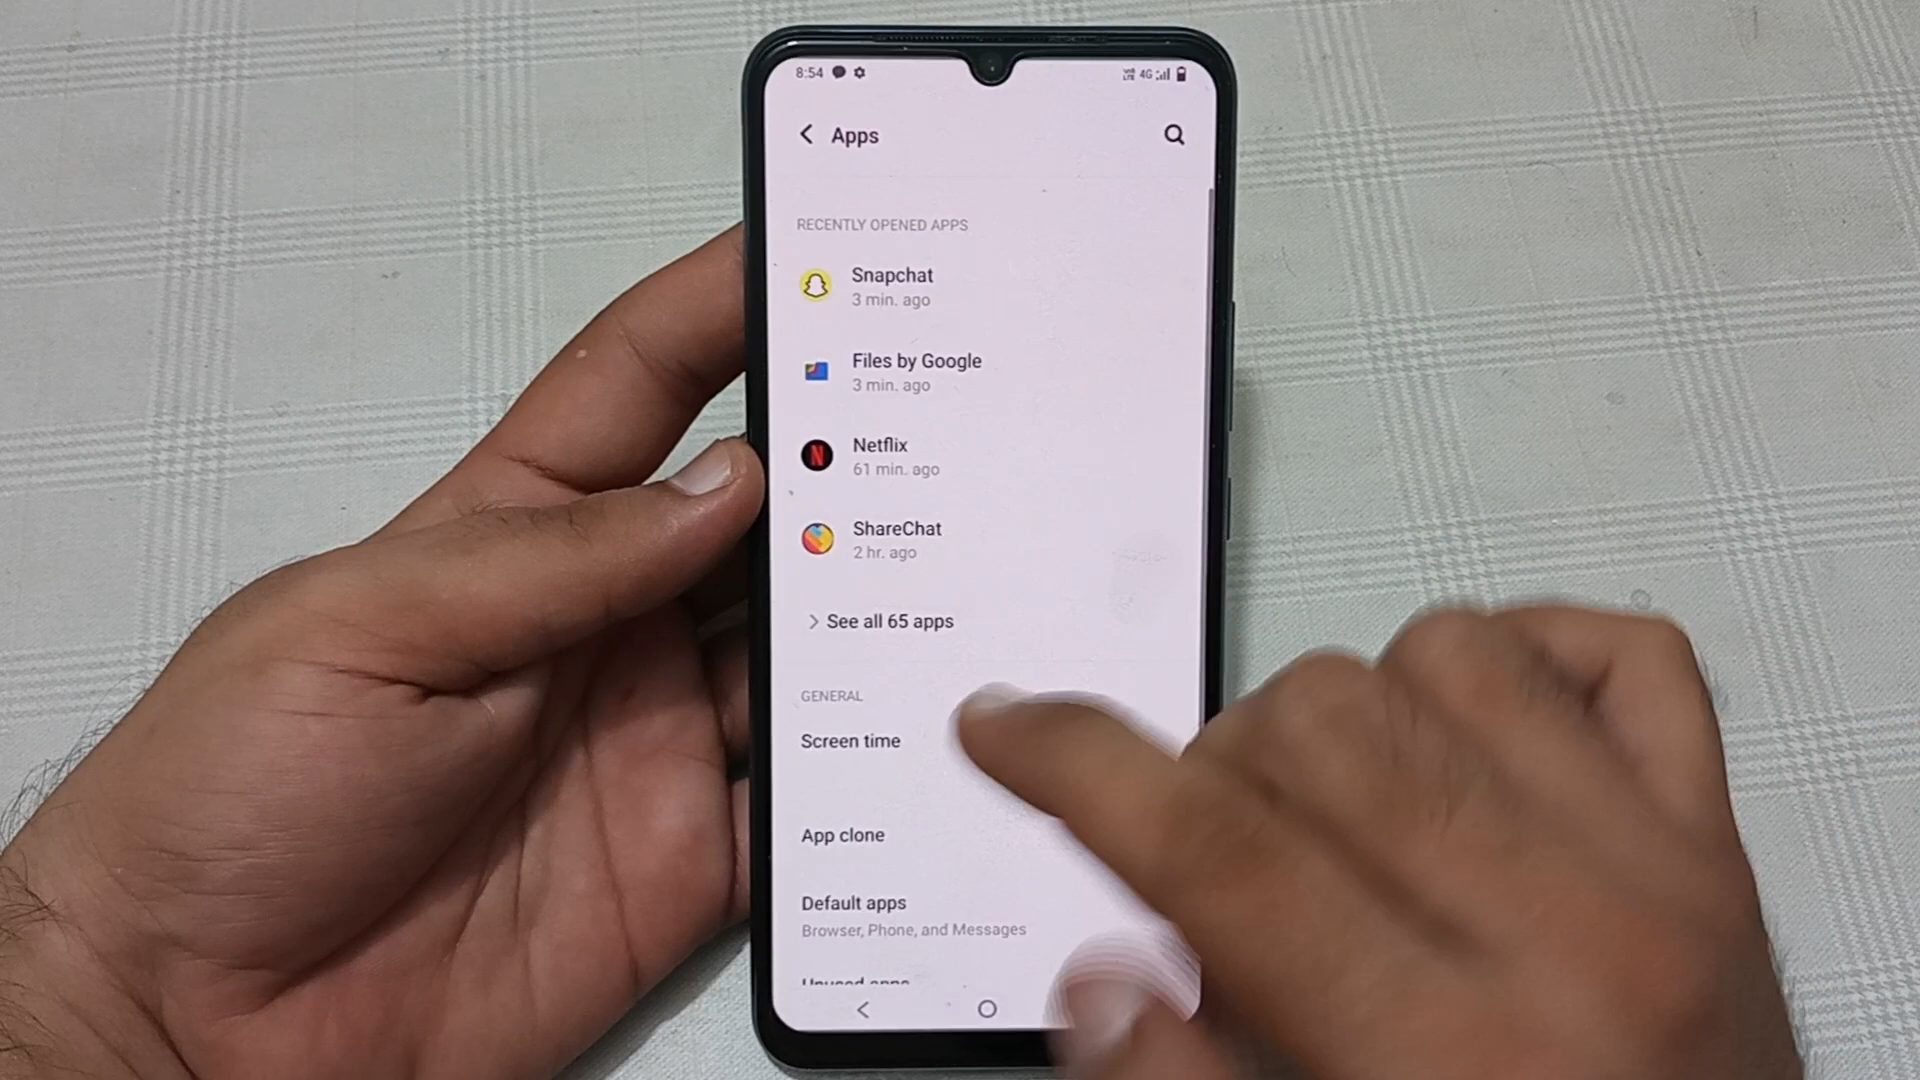 8:54 4G
Apps
RECENTLY OPENED APPS
Snapchat
3 min. ago
Files by Google
3 min. ago
N Netflix
61 min. ago
ShareChat
2 hr. ago
See all 65 apps
GENERAL
Screen time
App clone
Default apps
Browser, Phone, and Messages